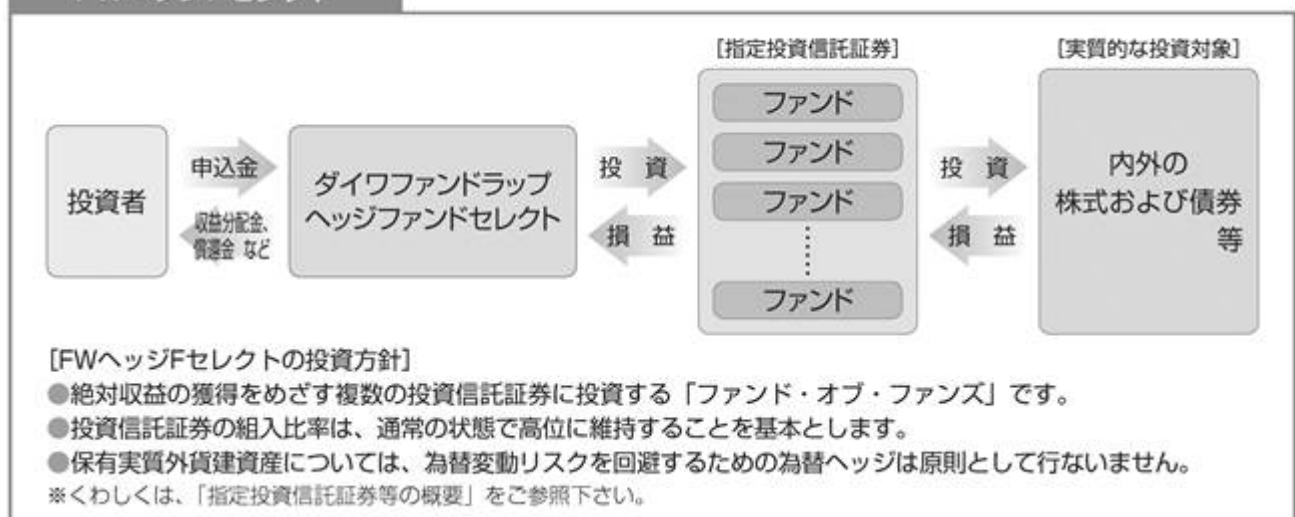 [指定投資信託証券]
[実質的な投資対象]
投資者
申込金
収益分配金、
償還金 など
ダイワファンドラップ
ヘッジファンドセレクト
投 資
損 益
ファンド
ファンド
ファンド
ファンド
投 資
損 益
内外の
株式および債券
等
[FWヘッジFセレクトの投資方針]
●絶対収益の獲得をめざす複数の投資信託証券に投資する「ファンド・オブ・ファンズ」です。
●投資信託証券の組入比率は、通常の状態で高位に維持することを基本とします。
●保有実質外貨建資産については、為替変動リスクを回避するための為替ヘッジは原則として行ないません。
※くわしくは、「指定投資信託証券等の概要」をご参照下さい。